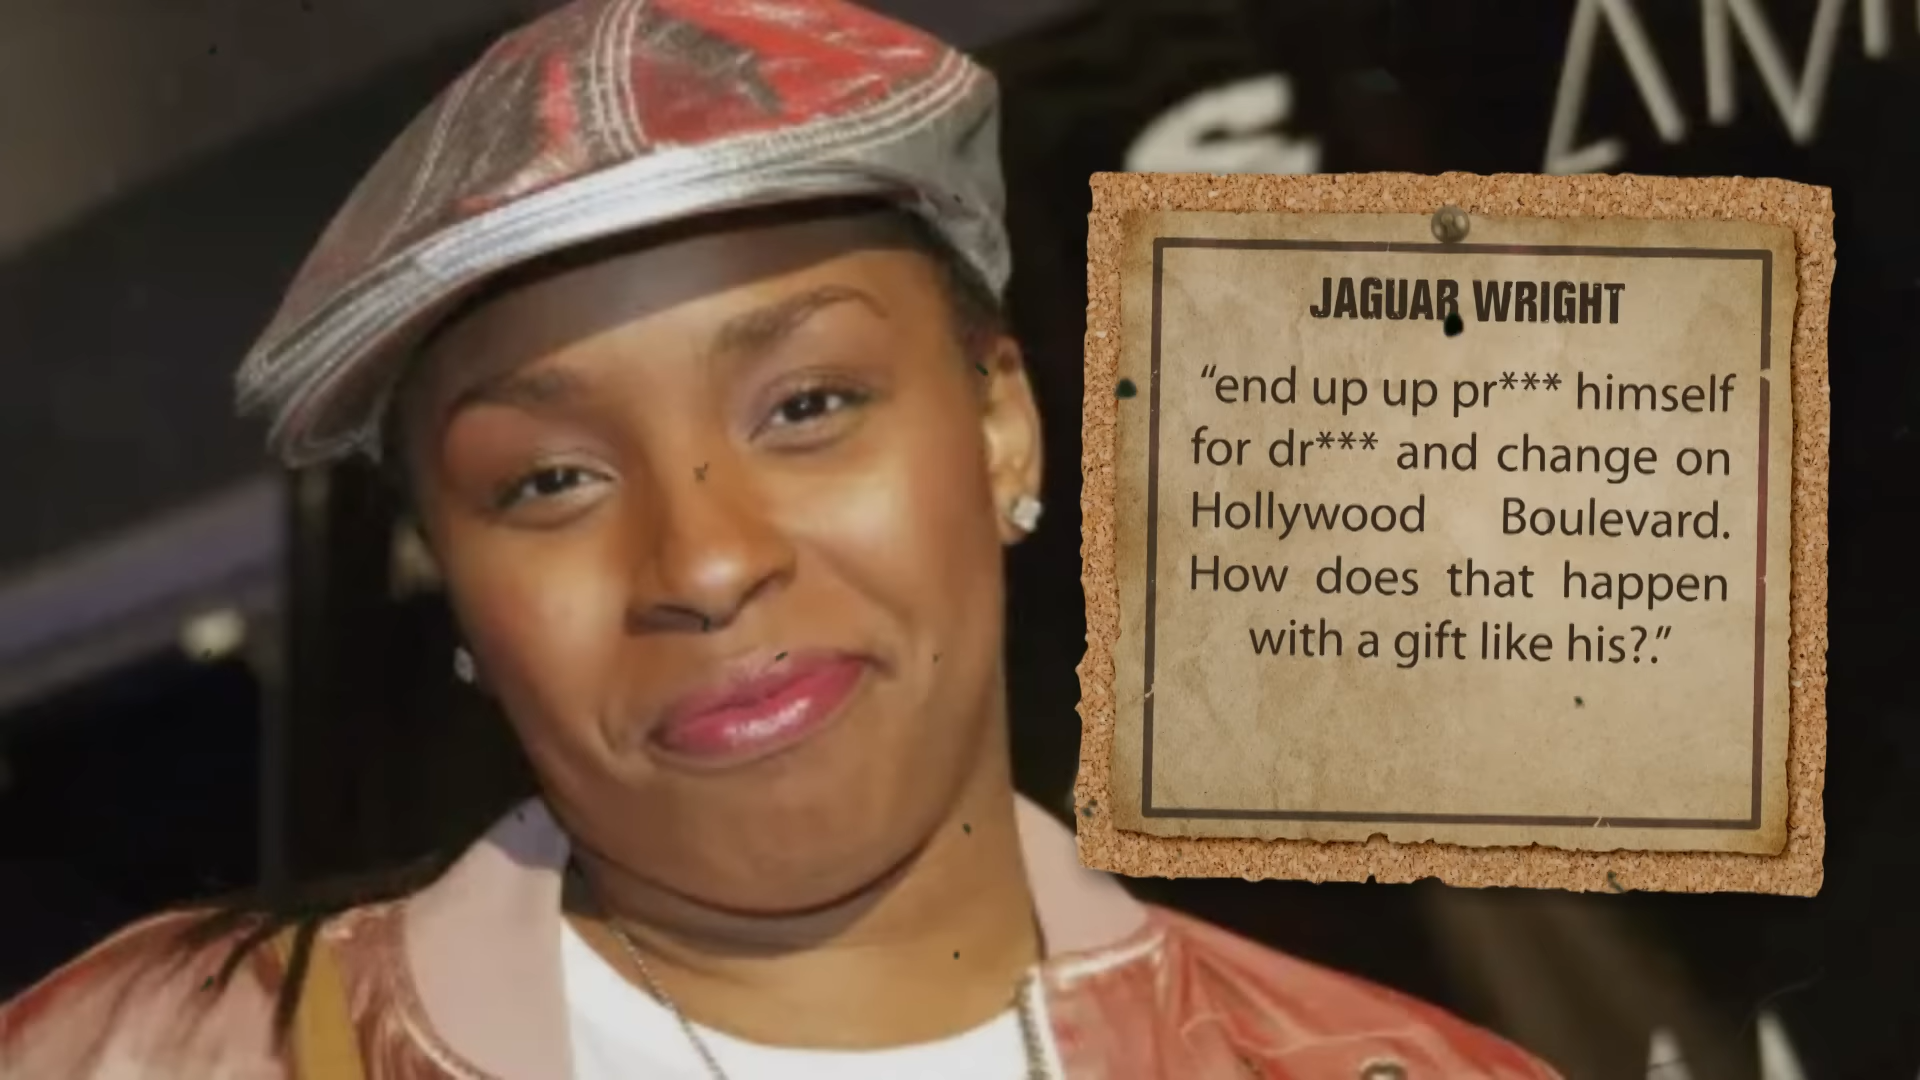 AM
JAGUAR WRIGHT
“end up up pr*** himself
for dr*** and change on
Hollywood Boulevard.
How does that happen
with a gift like his?.”